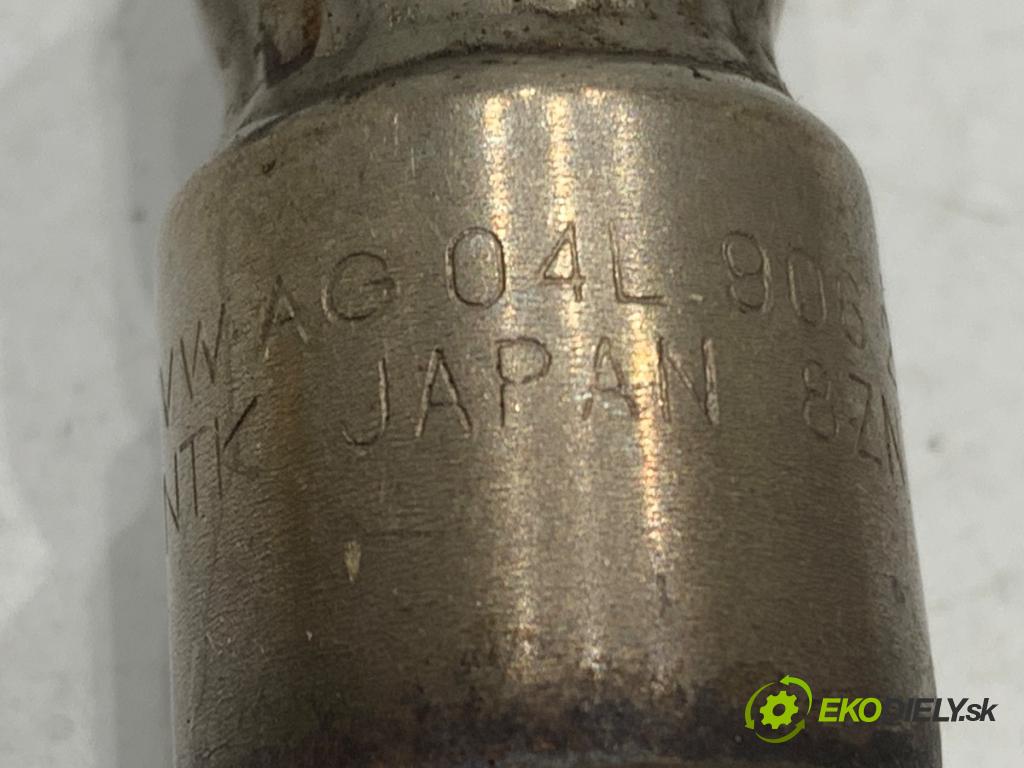 VW AG 04L 906
NTK JAPAN 8ZN
EKODIELY.sk